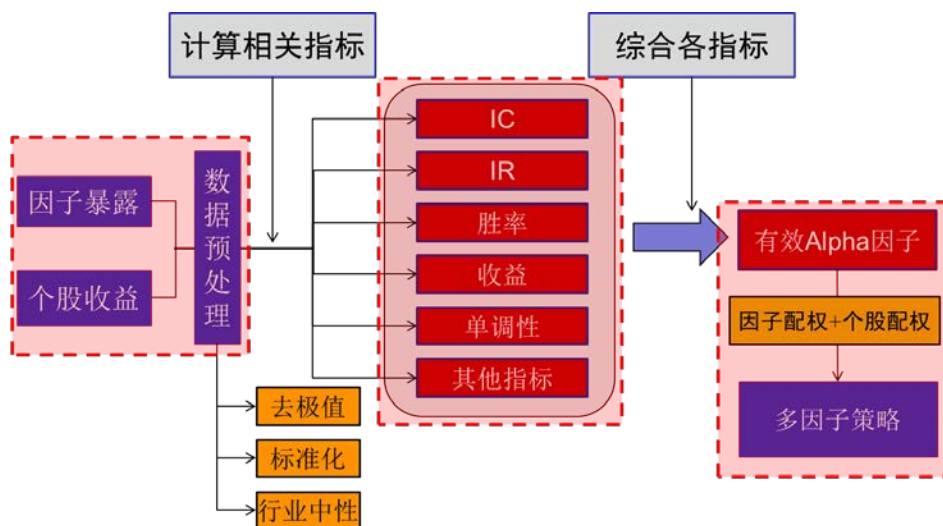 计算相关指标
综合各指标
因子暴露
个股收益
数据预处理
去极值
标准化
行业中性
IC
IR
胜率
收益
单调性
其他指标
有效Alpha因子
因子配权+个股配权
多因子策略